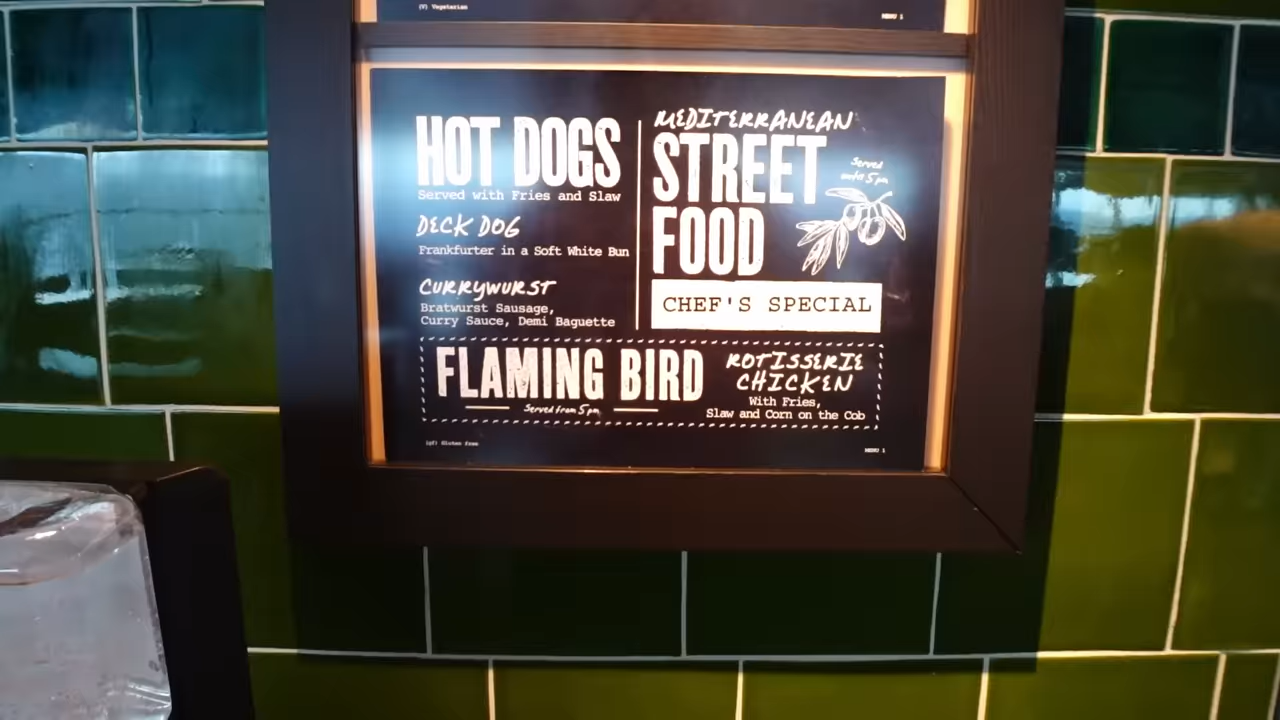 (V) Vegetarian
MENU 1
HOT DOGS
Served with Fries and Slaw
DECK DOG
Frankfurter in a Soft White Bun
CURRYWURST
Bratwurst Sausage,
Curry Sauce, Demi Baguette
MEDITERRANEAN
STREET
FOOD
Served
until 5pm
CHEF'S SPECIAL
FLAMING BIRD
Served from 5pm
ROTISSERIE
CHICKEN
With Fries,
Slaw and Corn on the Cob
(gf) Gluten free
MENU 1